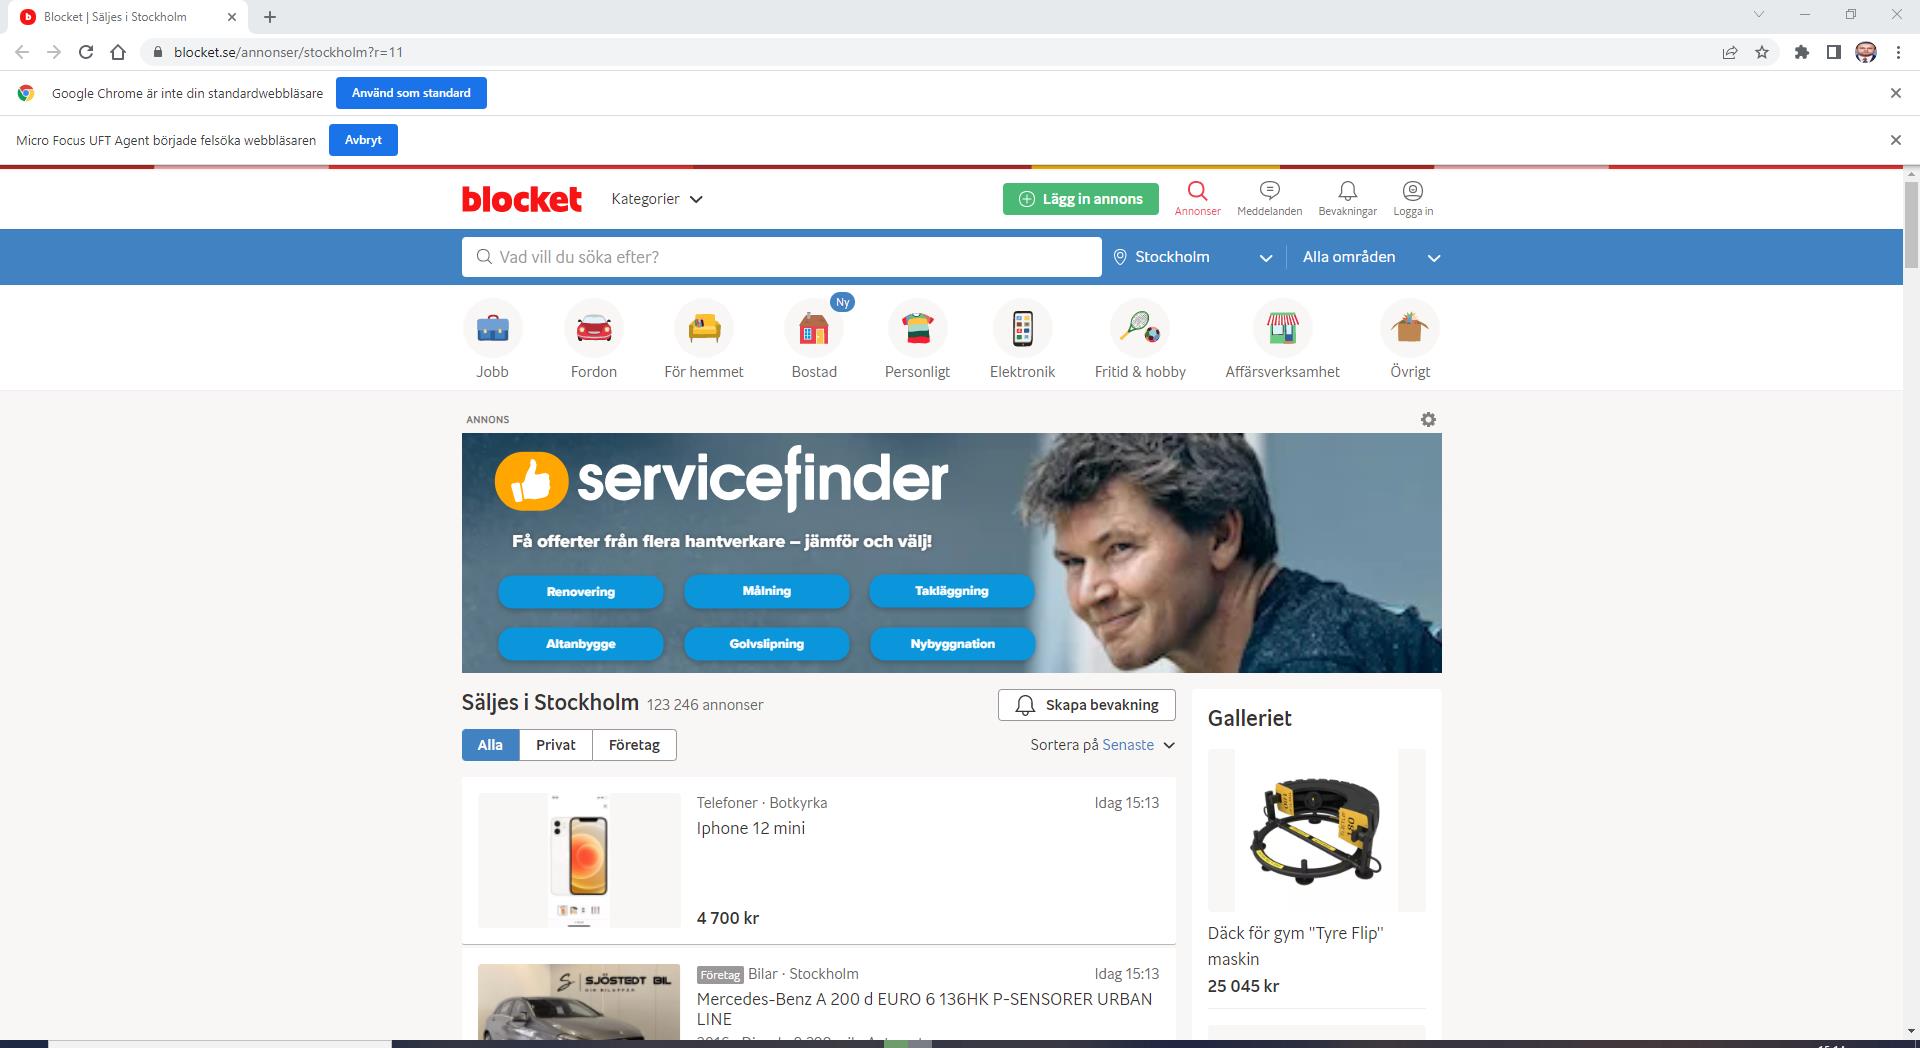 Blocket | Säljes i Stockholm
blocket.se/annonser/stockholm?r=11
Google Chrome är inte din standardwebbläsare
Använd som standard
Micro Focus UFT Agent började felsöka webbläsaren
Avbryt
blocket
Kategorier
Lägg in annons
Annonser
Meddelanden
Bevakningar
Logga in
Vad vill du söka efter?
Stockholm
Alla områden
Ny
Jobb
Fordon
För hemmet
Bostad
Personligt
Elektronik
Fritid & hobby
Affärsverksamhet
Övrigt
ANNONS
servicefinder
Få offerter från flera hantverkare – jämför och välj!
Renovering
Målning
Takläggning
Altanbygge
Golvslipning
Nybyggnation
Säljes i Stockholm 123 246 annonser
Skapa bevakning
Alla
Privat
Företag
Sortera på Senaste
Telefoner · Botkyrka
Idag 15:13
Iphone 12 mini
4 700 kr
SJÖSTEDT BIL
Företag Bilar · Stockholm
Idag 15:13
Mercedes-Benz A 200 d EURO 6 136HK P-SENSORER URBAN
LINE
Galleriet
180
Däck för gym "Tyre Flip"
maskin
25 045 kr